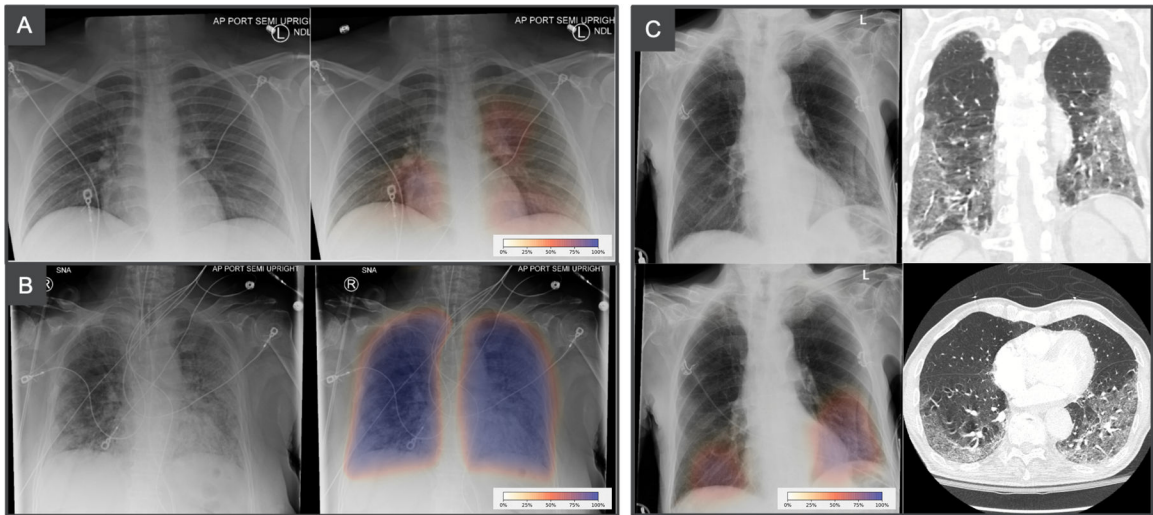 A
AP PORT SEMI UPRIGH
L NDL
AP PORT SEMI UPRIGH
L NDL
0% 25% 50% 75% 100%
B
SNA
AP PORT SEMI UPRIGHT
R
SNA
AP PORT SEMI UPRIGHT
R
0% 25% 50% 75% 100%
C
L
L
0% 25% 50% 75% 100%